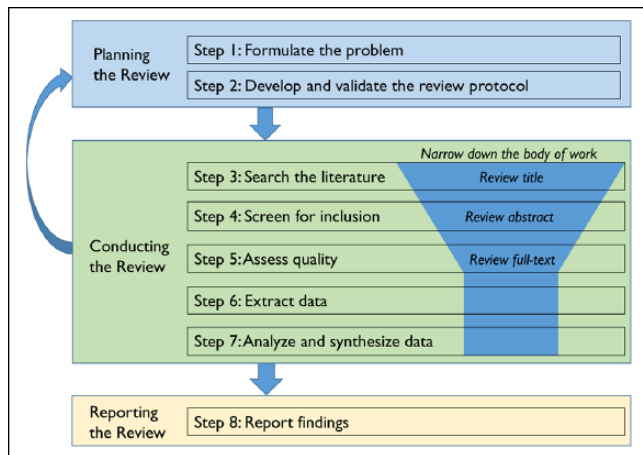 Planning
the Review
Step 1: Formulate the problem
Step 2: Develop and validate the review protocol
Narrow down the body of work
Conducting
the Review
Step 3: Search the literature
Review title
Step 4: Screen for inclusion
Review abstract
Step 5: Assess quality
Review full-text
Step 6: Extract data
Step 7: Analyze and synthesize data
Reporting
the Review
Step 8: Report findings